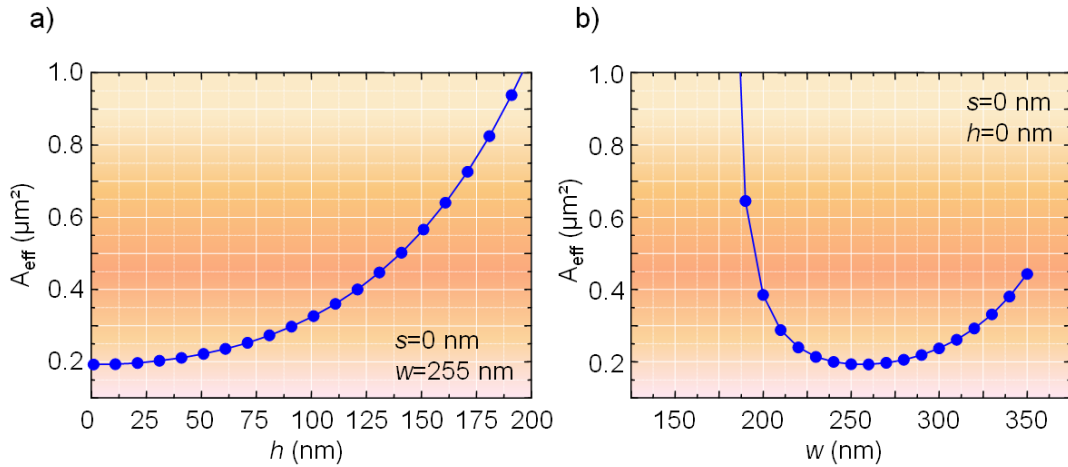 a)
1.0
0.8
0.6
0.4
0.2
A_eff (μm²)
s=0 nm
w=255 nm
0 25 50 75 100 125 150 175 200
h (nm)
b)
1.0
0.8
0.6
0.4
0.2
A_eff (μm²)
s=0 nm
h=0 nm
150 200 250 300 350
w (nm)